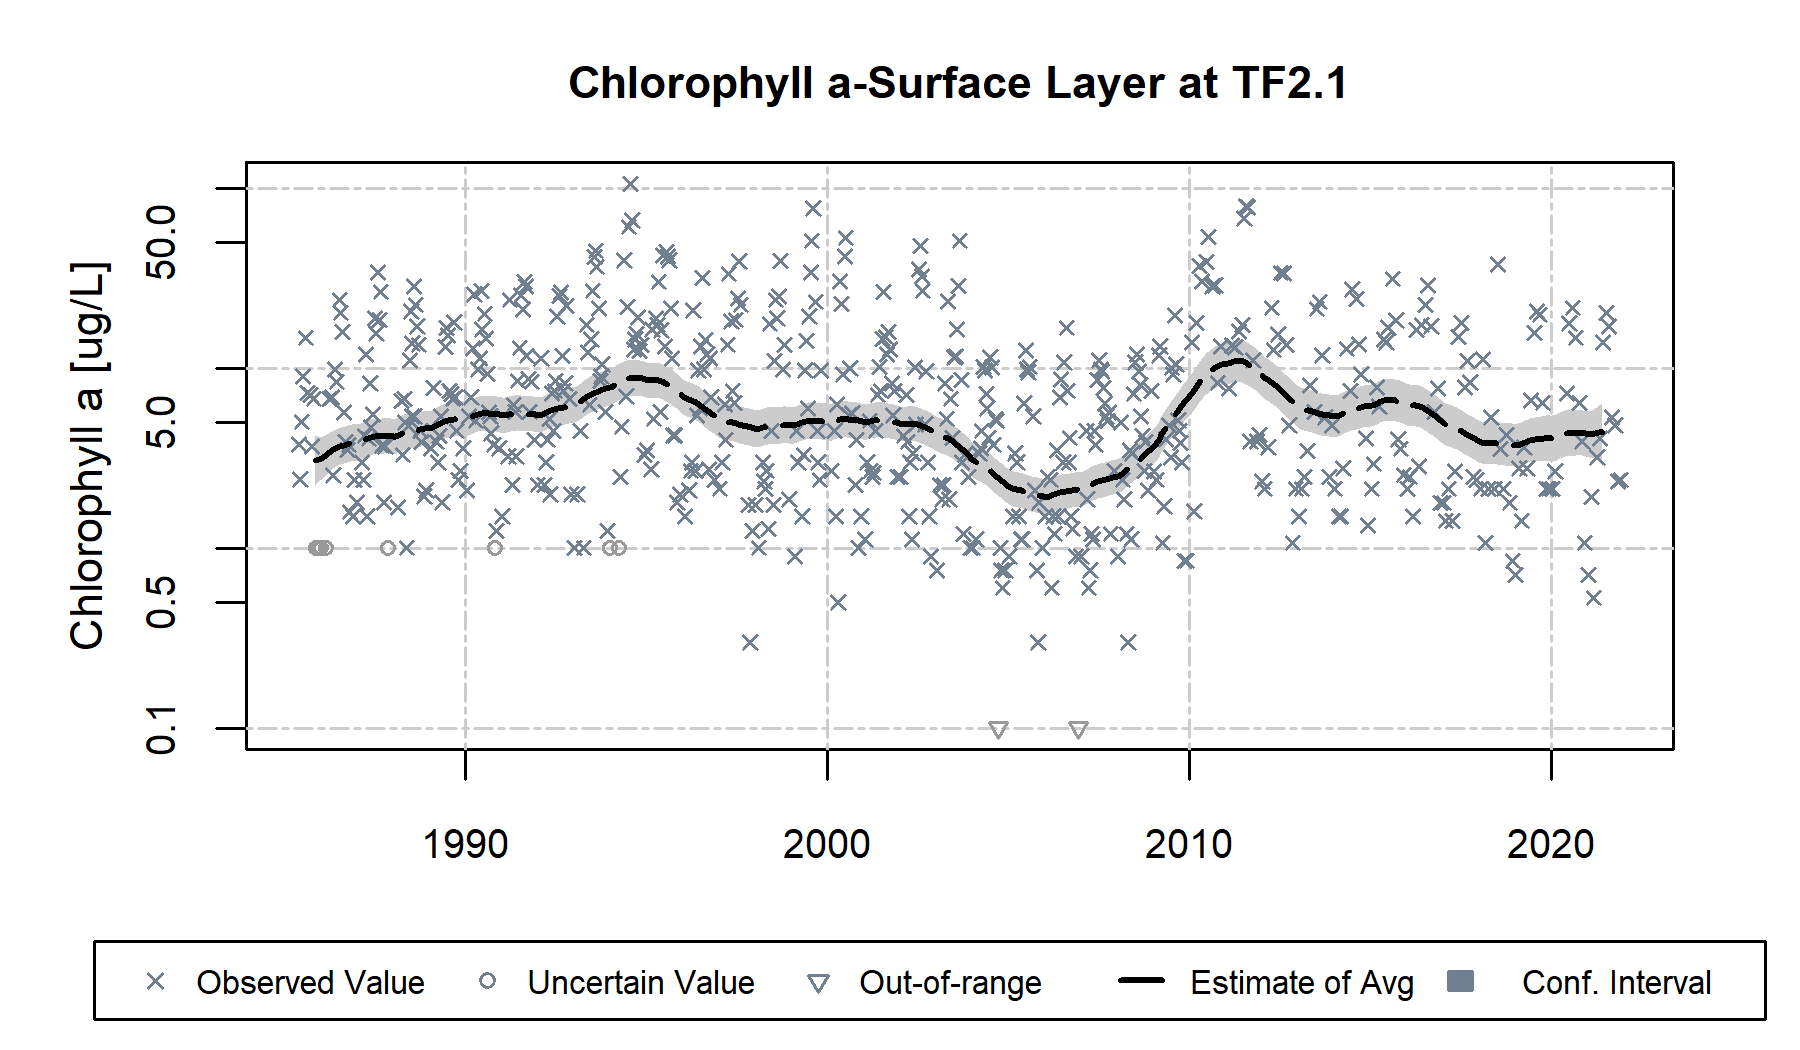 Chlorophyll a-Surface Layer at TF2.1
Chlorophyll a [ug/L]
50.0
5.0
0.5
0.1
1990 2000 2010 2020
Observed Value Uncertain Value Out-of-range Estimate of Avg Conf. Interval